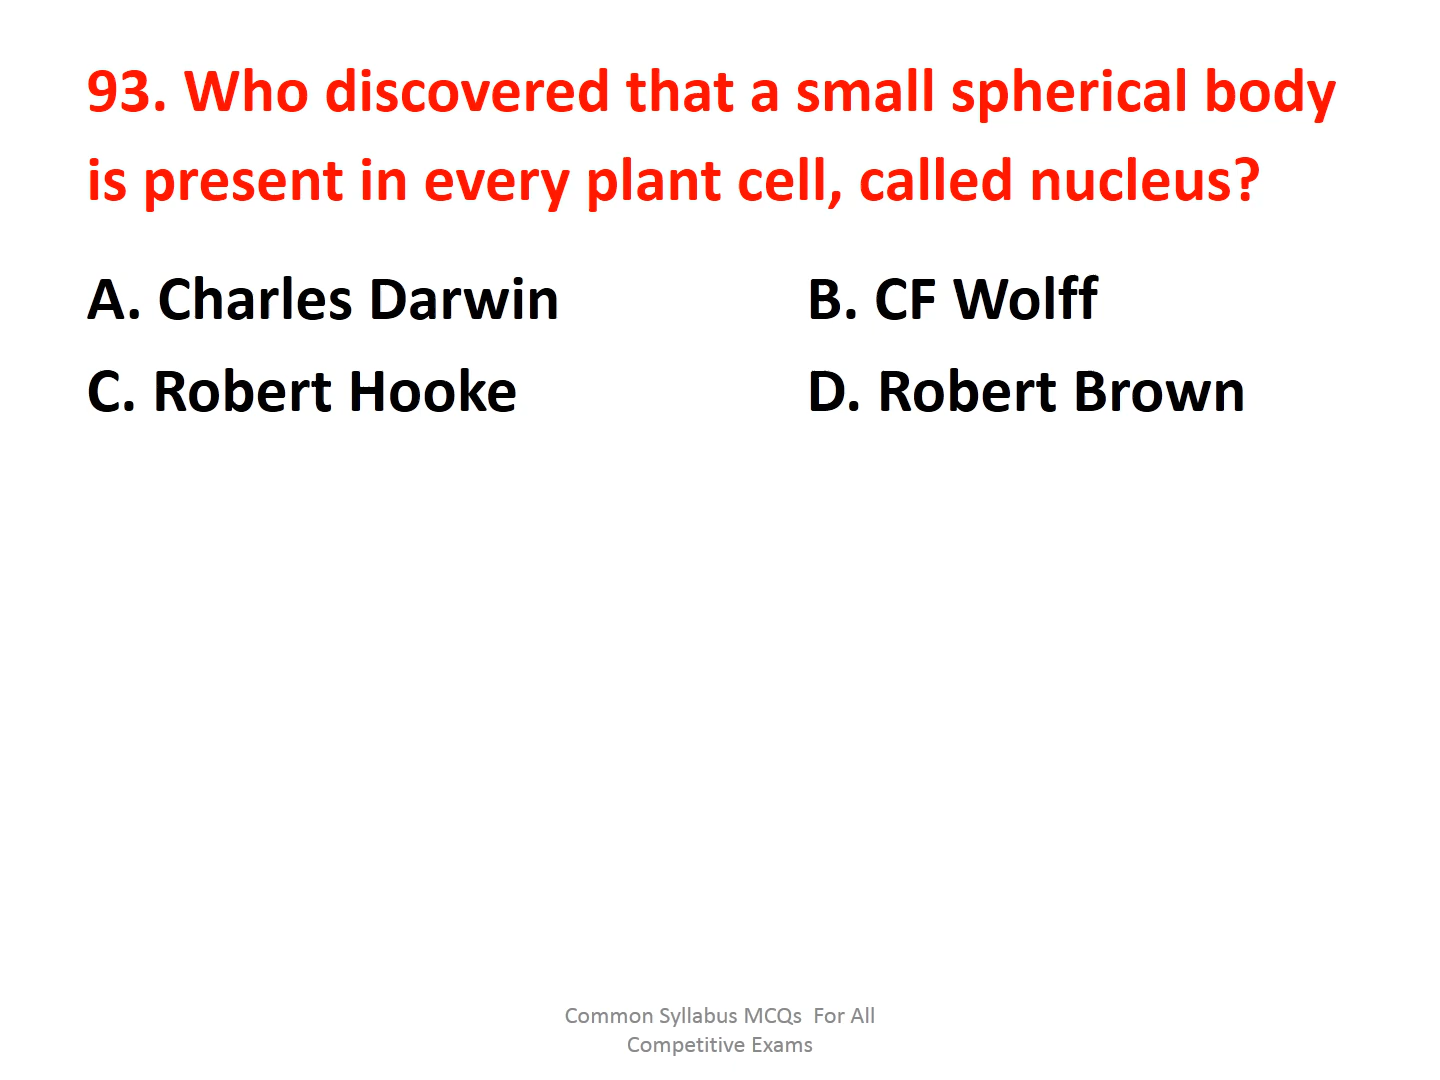 93. Who discovered that a small spherical body
is present in every plant cell, called nucleus?
A. Charles Darwin B. CF Wolff
C. Robert Hooke D. Robert Brown
Common Syllabus MCQs For All
Competitive Exams